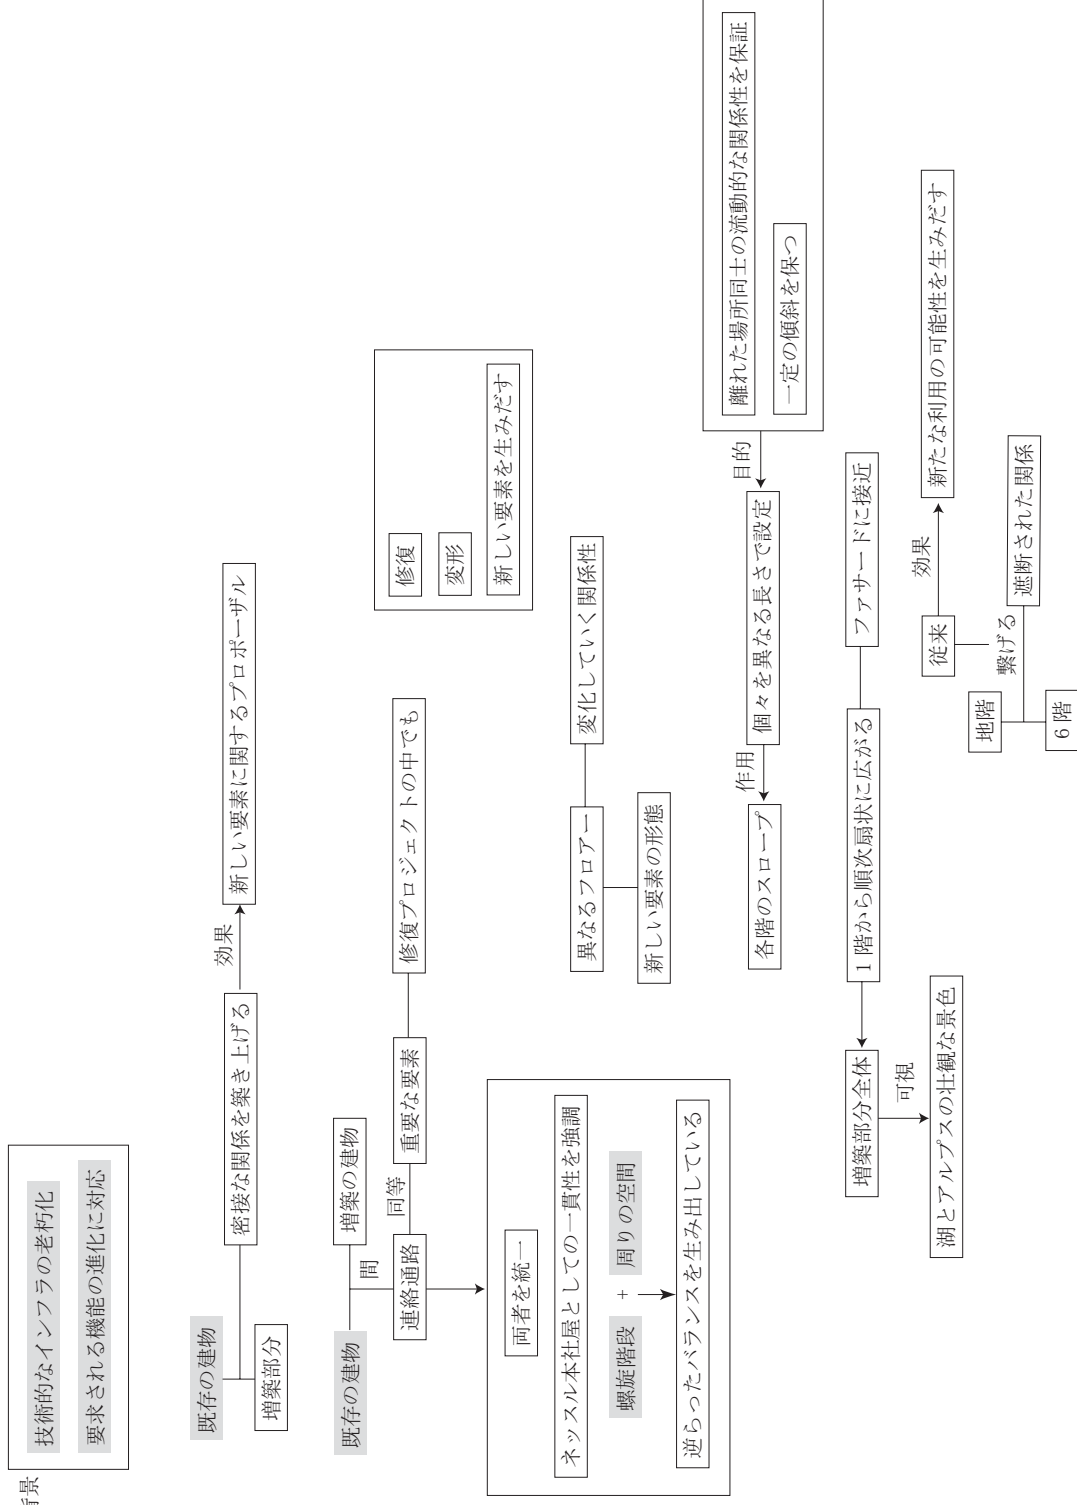 背景
技術的なインフラの老朽化
要求される機能の進化に対応
既存の建物
増築部分
密接な関係を築き上げる
効果
新しい要素に関するプロポーザル
既存の建物
増築の建物
間
連絡通路
同等
重要な要素
修復プロジェクトの中でも
修復
変形
新しい要素を生みだす
両者を統一
ネッスル本社屋としての一貫性を強調
螺旋階段 + 周りの空間
逆らったバランスを生み出している
異なるフロアー
変化していく関係性
新しい要素の形態
各階のスロープ
作用
個々を異なる長さで設定
目的
離れた場所同士の流動的な関係性を保証
一定の傾斜を保つ
増築部分全体
1階から順次扇状に広がる
ファサードに接近
可視
湖とアルプスの壮観な景色
従来
効果
新たな利用の可能性を生みだす
繋げる
地階
6階
遮断された関係